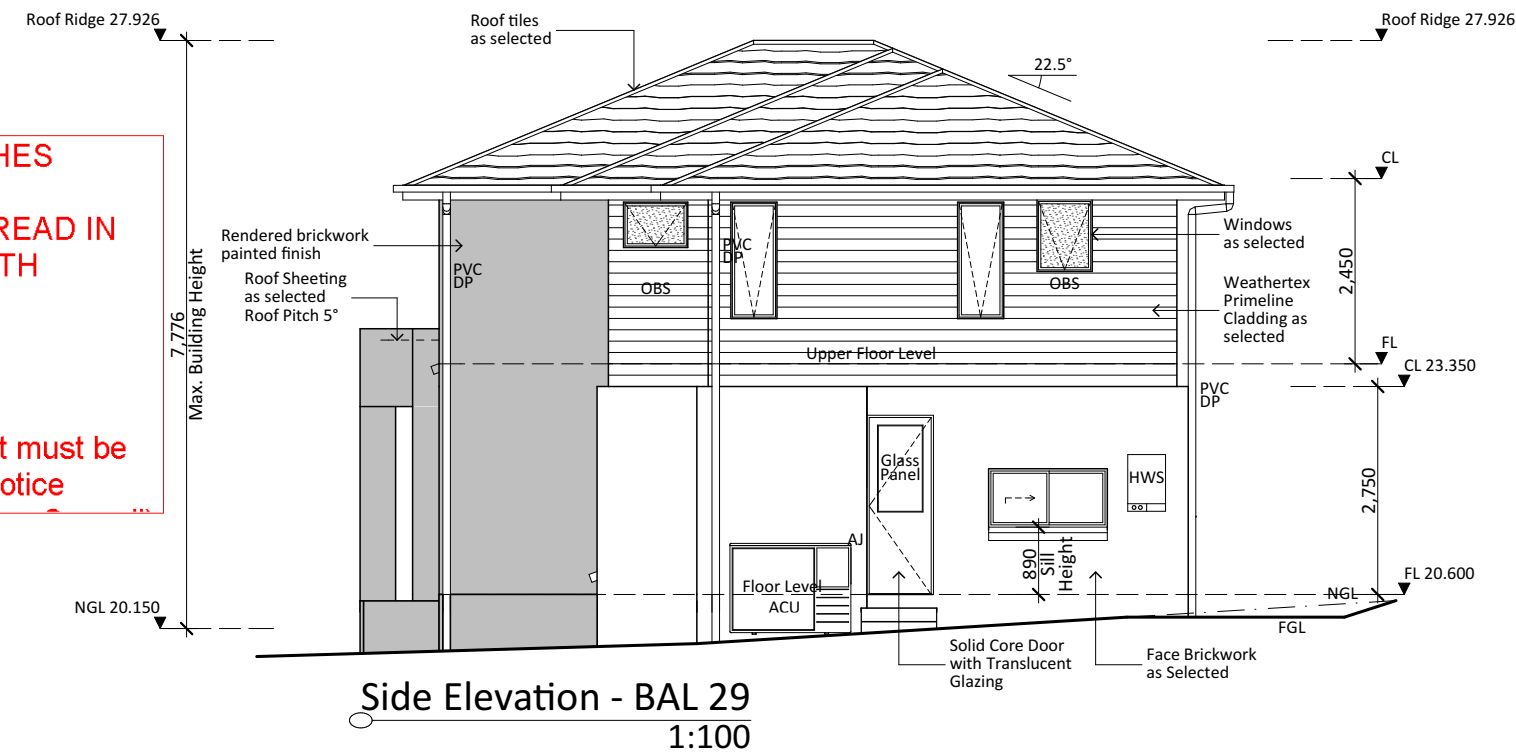 Roof Ridge 27.926
Roof tiles
as selected
Roof Ridge 27.926
22.5°
HES
READ IN
TH
t must be
otice
CL
Rendered brickwork
painted finish
Roof Sheeting
as selected
Roof Pitch 5°
PVC
DP
OBS
PVC
DP
OBS
Windows
as selected
Weathertex
Primeline
Cladding as
selected
2,450
7,776
Max. Building Height
Upper Floor Level
FL
CL 23.350
PVC
DP
Glass
Panel
HWS
2,750
AJ
890
Sill
Height
Floor Level
ACU
FL 20.600
NGL
FGL
NGL 20.150
Solid Core Door
with Translucent
Glazing
Face Brickwork
as Selected
Side Elevation - BAL 29
1:100